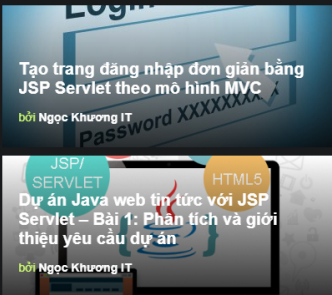 Login
Tạo trang đăng nhập đơn giản bằng
JSP Servlet theo mô hình MVC
Password XXXXXXXX
bởi Ngọc Khương IT
JSP/
SERVLET
HTML5
Dự án Java web tin tức với JSP
Servlet – Bài 1: Phân tích và giới
thiệu yêu cầu dự án
bởi Ngọc Khương IT